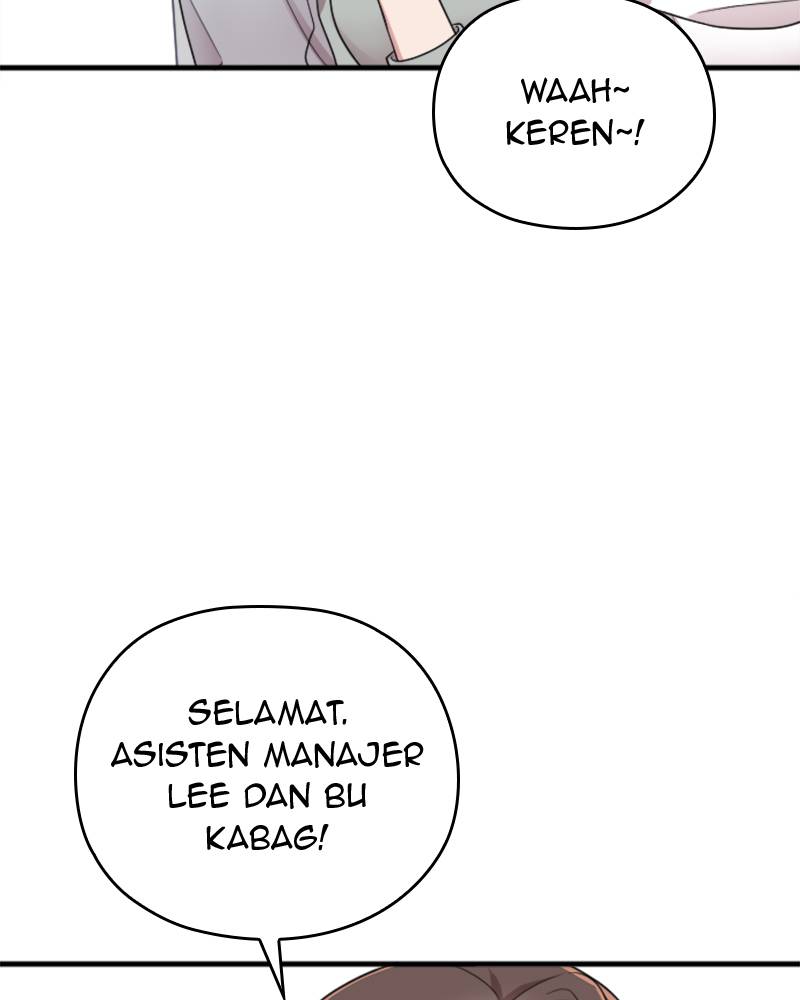 WAAH~
KEREN~!
SELAMAT,
ASISTEN MANAJER
LEE DAN BU
KABAG!